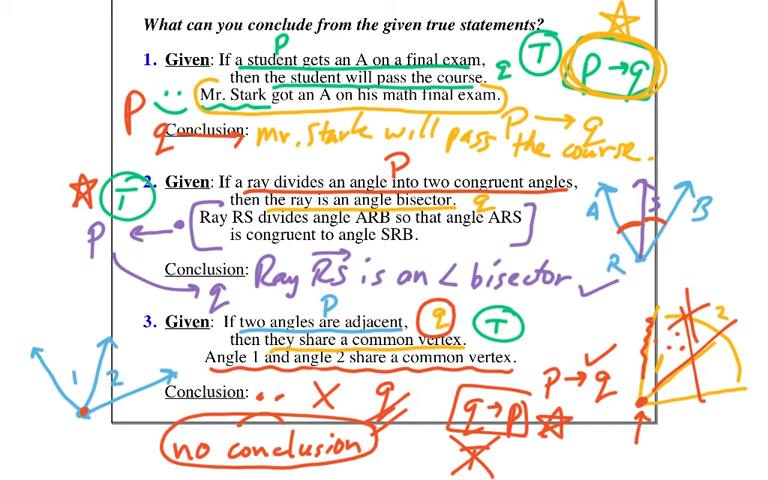 What can you conclude from the given true statements?
P
1. Given: If a student gets an A on a final exam,
T
P → q
then the student will pass the course.
q
Mr. Stark got an A on his math final exam.
P
P → q
q
Conclusion: Mr. Stark will pass the course.
P
2. Given: If a ray divides an angle into two congruent angles,
T
then the ray is an angle bisector.
q
A
S
B
Ray RS divides angle ARB so that angle ARS
P
is congruent to angle SRB.
R
Conclusion: Ray RS is an < bisector
q
P
3. Given: If two angles are adjacent,
q
T
2
then they share a common vertex.
Angle 1 and angle 2 share a common vertex.
1
2
1
P → q
Conclusion: .. X q
q → P
no conclusion